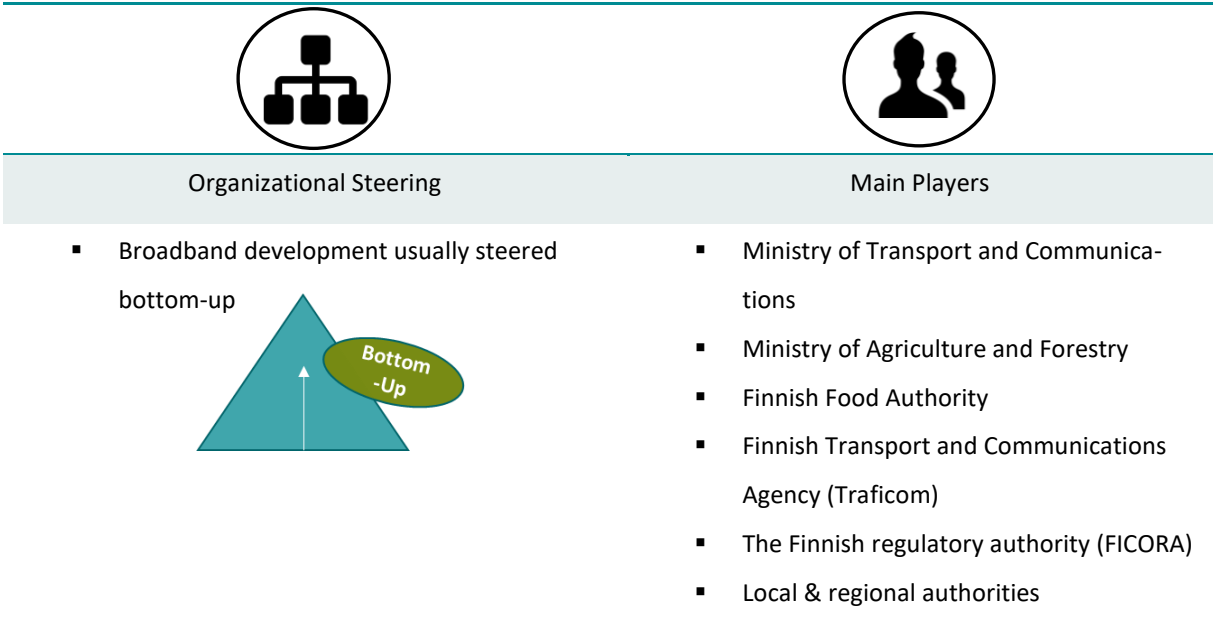 Organizational Steering
Main Players
▪ Broadband development usually steered
bottom-up
Bottom
-Up
▪ Ministry of Transport and Communica-
tions
▪ Ministry of Agriculture and Forestry
▪ Finnish Food Authority
▪ Finnish Transport and Communications
Agency (Traficom)
▪ The Finnish regulatory authority (FICORA)
▪ Local & regional authorities